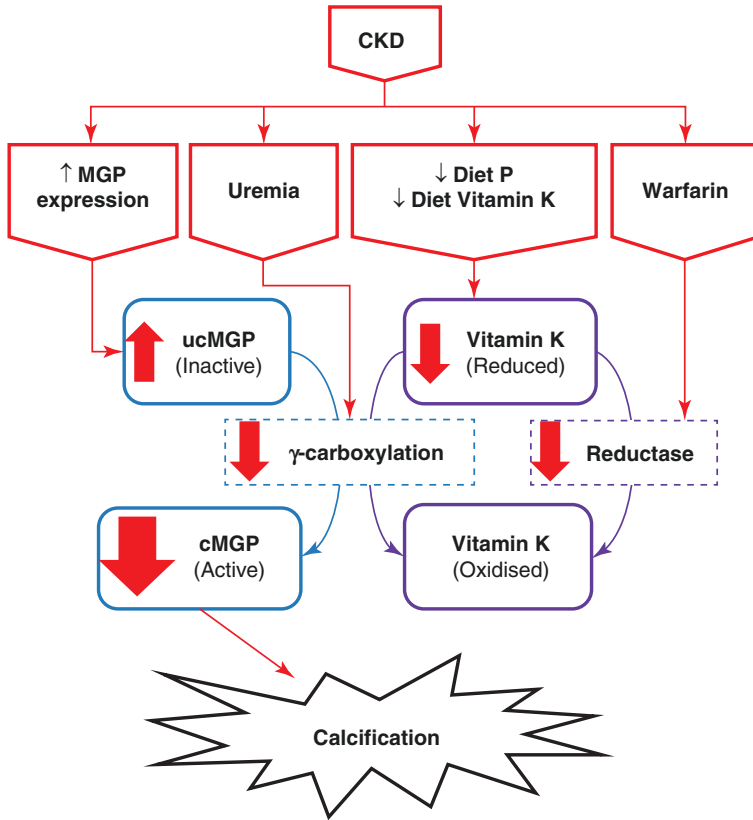 CKD
↑ MGP
expression
Uremia
↓ Diet P
↓ Diet Vitamin K
Warfarin
ucMGP
(Inactive)
Vitamin K
(Reduced)
γ-carboxylation
Reductase
cMGP
(Active)
Vitamin K
(Oxidised)
Calcification